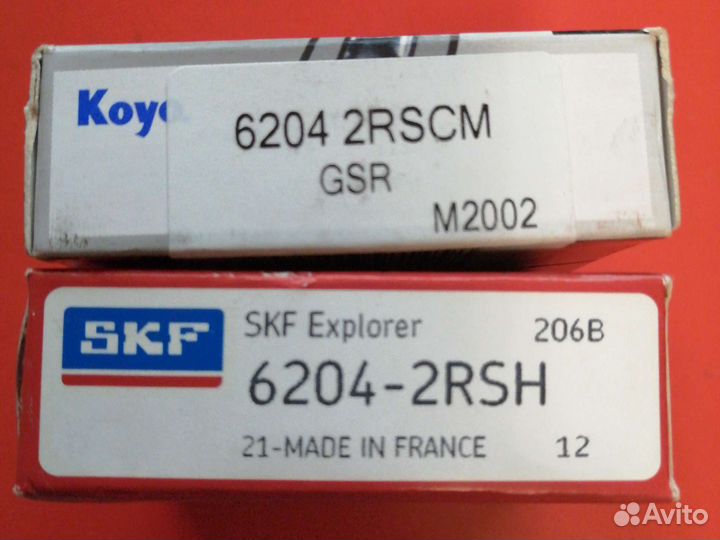 Koyo
6204 2RSCM
GSR
M2002
SKF
SKF Explorer
206B
6204-2RSH
21-MADE IN FRANCE
12
Avito